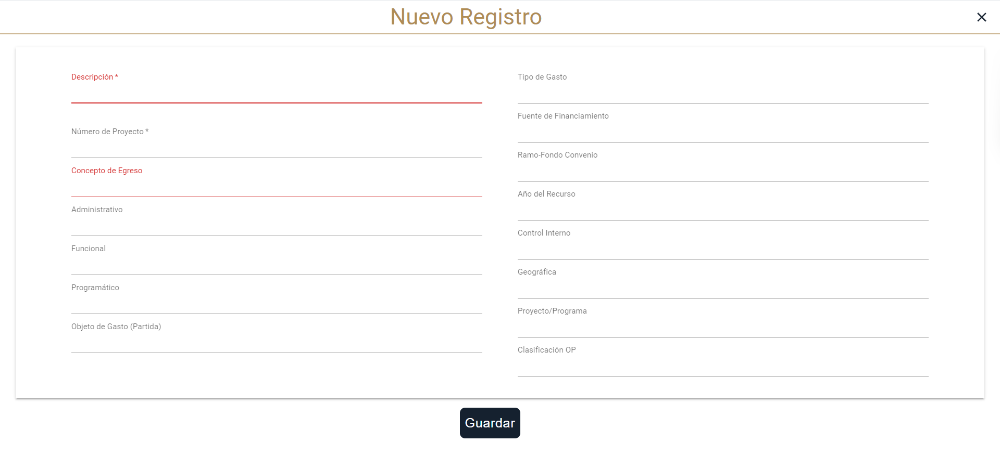 Nuevo Registro
Descripción *
Número de Proyecto *
Concepto de Egreso
Administrativo
Funcional
Programático
Objeto de Gasto (Partida)
Tipo de Gasto
Fuente de Financiamiento
Ramo-Fondo Convenio
Año del Recurso
Control Interno
Geográfica
Proyecto/Programa
Clasificación OP
Guardar